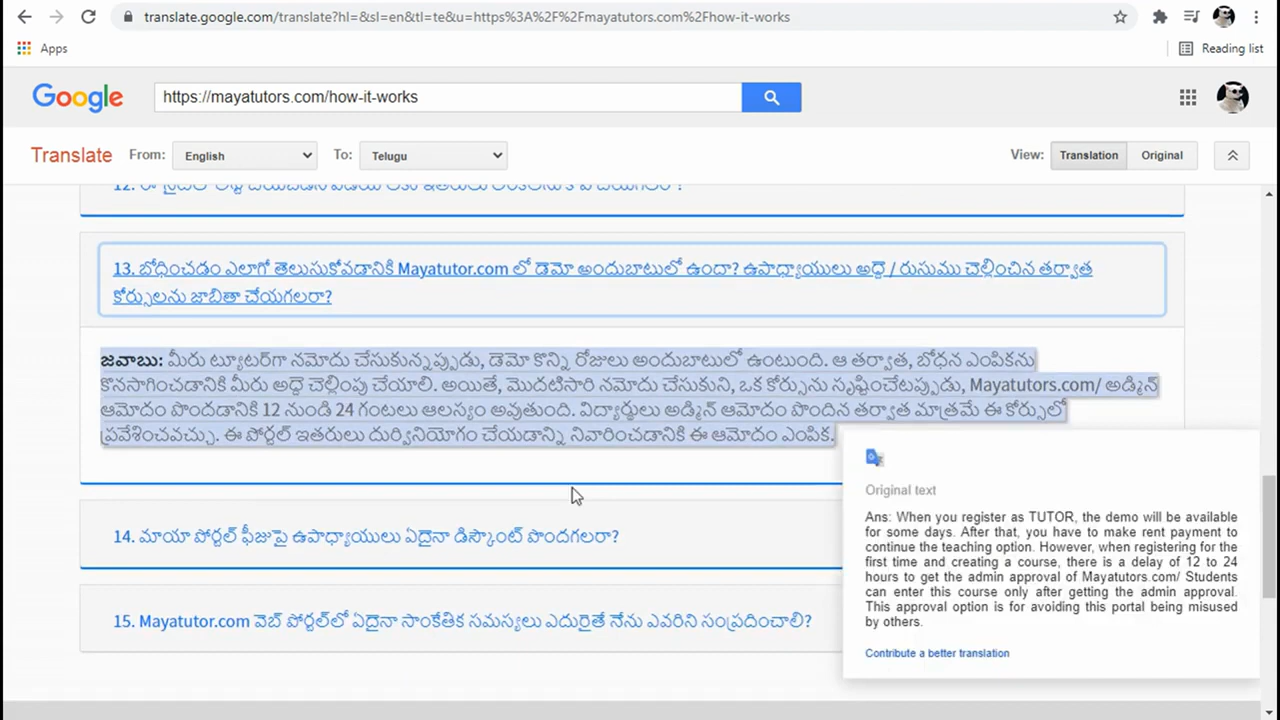 translate.google.com/translate?hl=&sl=en&tl=te&u=https%3A%2F%2Fmayatutors.com%2Fhow-it-works
Apps
Reading list
Google
https://mayatutors.com/how-it-works
Translate
From:
English
To:
Telugu
View:
Translation
Original
12.
13. బోధించడం ఎలాగో తెలుసుకోవడానికి Mayatutor.com లో డెమో అందుబాటులో ఉందా? ఉపాధ్యాయులు అద్దె / రుసుము చెల్లించిన తర్వాత
కోర్సులను జాబితా చేయగలరా?
జవాబు: మీరు ట్యూటర్‌గా నమోదు చేసుకున్నప్పుడు, డెమో కొన్ని రోజులు అందుబాటులో ఉంటుంది. ఆ తర్వాత, బోధన ఎంపికను
కొనసాగించడానికి మీరు అద్దె చెల్లింపు చేయాలి. అయితే, మొదటిసారి నమోదు చేసుకుని, ఒక కోర్సును సృష్టించేటప్పుడు, Mayatutors.com/ అడ్మిన్
ఆమోదం పొందడానికి 12 నుండి 24 గంటలు ఆలస్యం అవుతుంది. విద్యార్థులు అడ్మిన్ ఆమోదం పొందిన తర్వాత మాత్రమే ఈ కోర్సులో
ప్రవేశించవచ్చు. ఈ పోర్టల్ ఇతరులు దుర్వినియోగం చేయడాన్ని నివారించడానికి ఈ ఆమోదం ఎంపిక.
Original text
Ans: When you register as TUTOR, the demo will be available
for some days. After that, you have to make rent payment to
continue the teaching option. However, when registering for the
first time and creating a course, there is a delay of 12 to 24
hours to get the admin approval of Mayatutors.com/ Students
can enter this course only after getting the admin approval.
This approval option is for avoiding this portal being misused
by others.
Contribute a better translation
14. మాయా పోర్టల్ ఫీజుపై ఉపాధ్యాయులు ఏదైనా డిస్కౌంట్ పొందగలరా?
15. Mayatutor.com వెబ్ పోర్టల్‌లో ఏదైనా సాంకేతిక సమస్యలు ఎదురైతే నేను ఎవరిని సంప్రదించాలి?